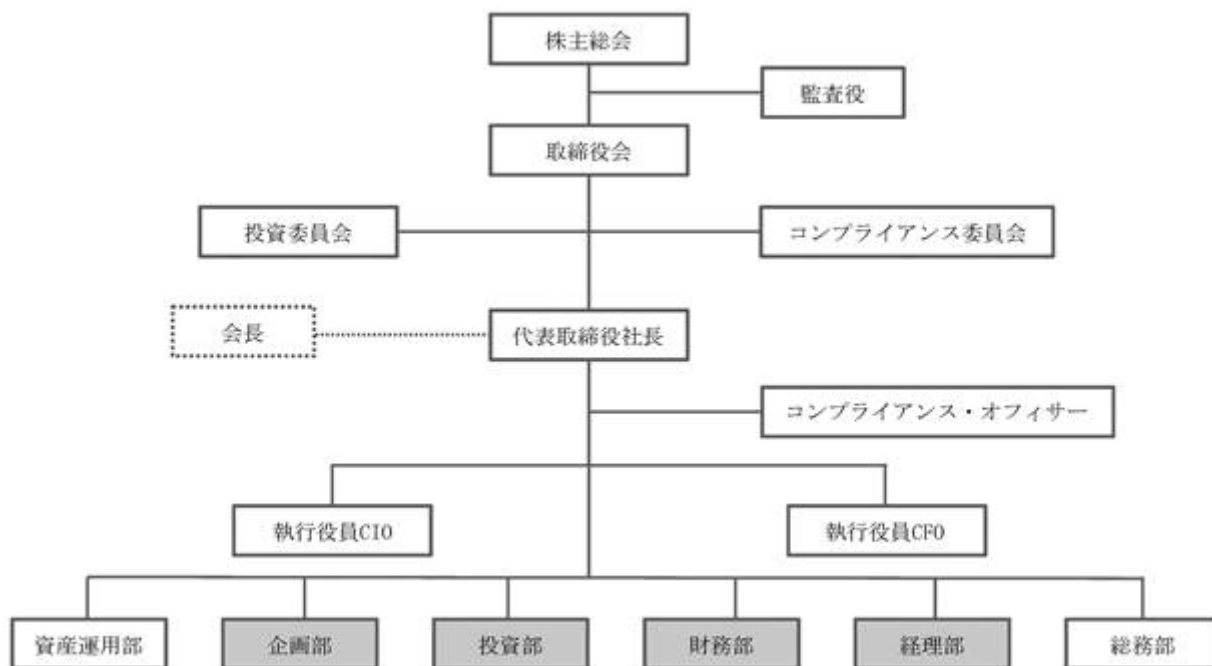 株主総会
監査役
取締役会
投資委員会
コンプライアンス委員会
会長
代表取締役社長
コンプライアンス・オフィサー
執行役員CIO
執行役員CFO
資産運用部
企画部
投資部
財務部
経理部
総務部